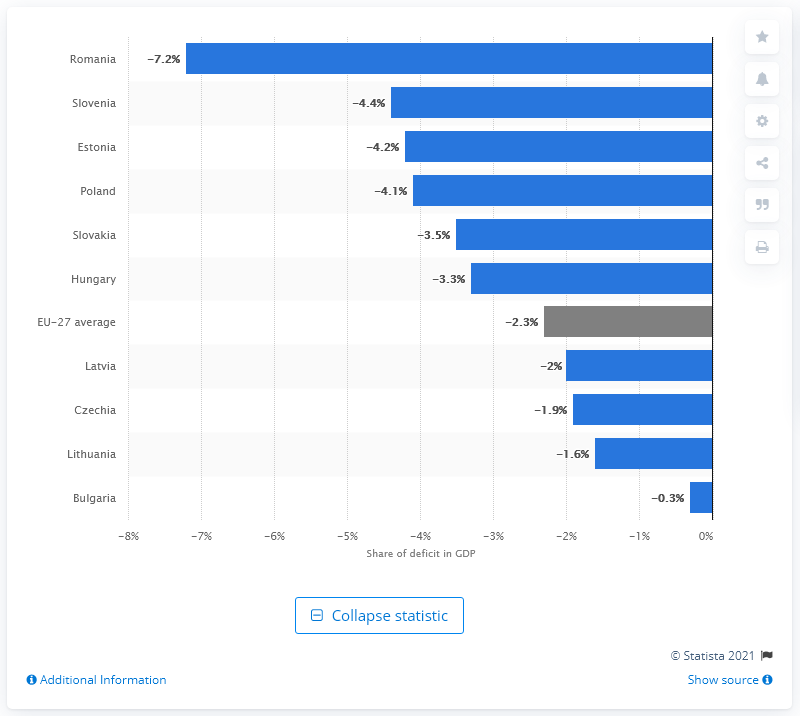 Romania −7.2%
Slovenia −4.4%
Estonia −4.2%
Poland −4.1%
Slovakia −3.5%
Hungary −3.3%
EU−27 average −2.3%
Latvia −2%
Czechia −1.9%
Lithuania −1.6%
Bulgaria −0.3%
−8% −7% −6% −5% −4% −3% −2% −1% 0%
Share of deficit in GDP
Collapse statistic
© Statista 2021
Additional Information Show source